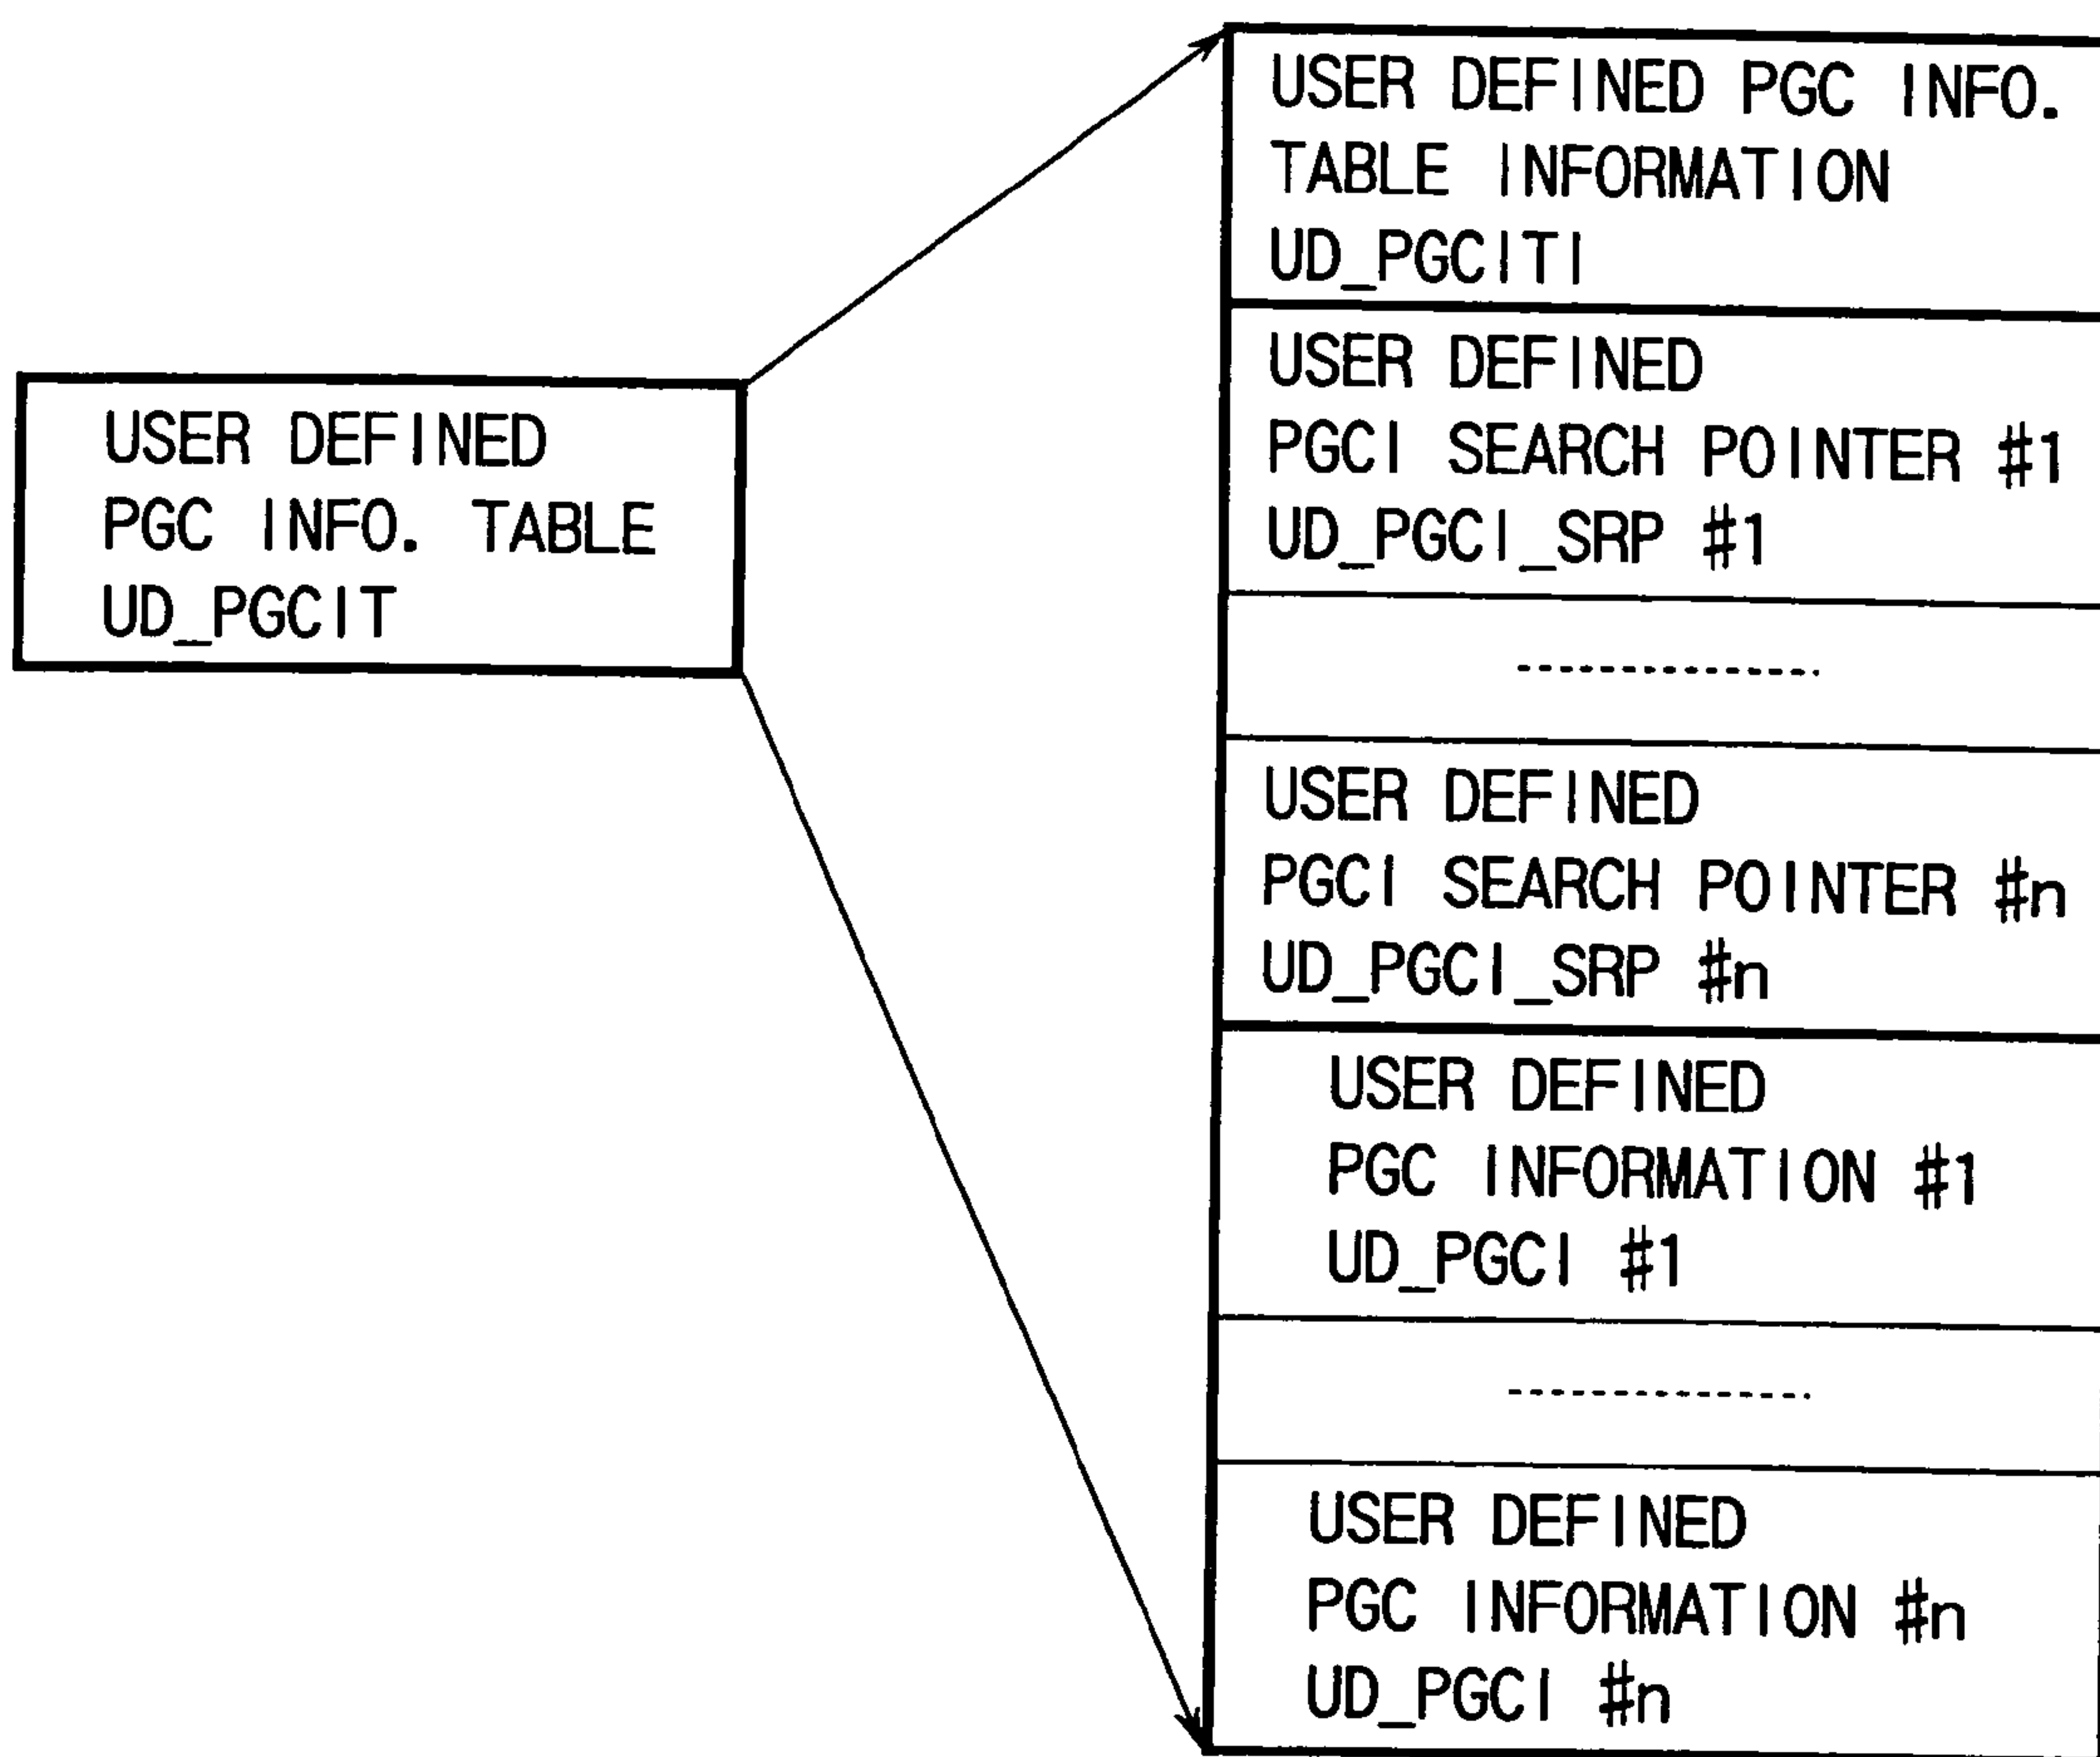 USER DEFINED
PGC INFO. TABLE
UD_PGCIT
USER DEFINED PGC INFO.
TABLE INFORMATION
UD_PGCITI
USER DEFINED
PGCI SEARCH POINTER #1
UD_PGCI_SRP #1
USER DEFINED
PGCI SEARCH POINTER #n
UD_PGCI_SRP #n
USER DEFINED
PGC INFORMATION #1
UD_PGCI #1
USER DEFINED
PGC INFORMATION #n
UD_PGCI #n